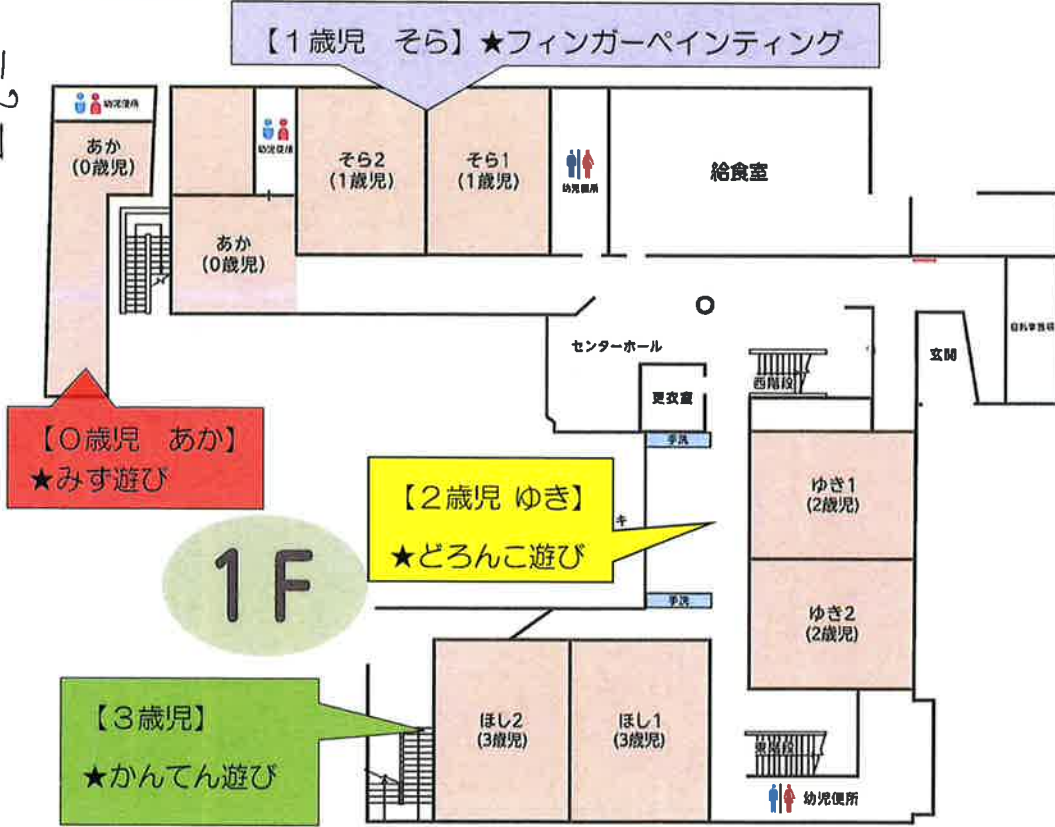 【1歳児　そら】★フィンガーペインティング
幼児便所
あか
(0歳児)
幼児便所
そら2
(1歳児)
そら1
(1歳児)
幼児便所
給食室
あか
(0歳児)
センターホール
玄関
西階段
更衣室
手洗
【0歳児　あか】
★みず遊び
【2歳児 ゆき】
★どろんこ遊び
キ
ゆき1
(2歳児)
1F
手洗
ゆき2
(2歳児)
【3歳児】
★かんてん遊び
ほし2
(3歳児)
ほし1
(3歳児)
東階段
幼児便所